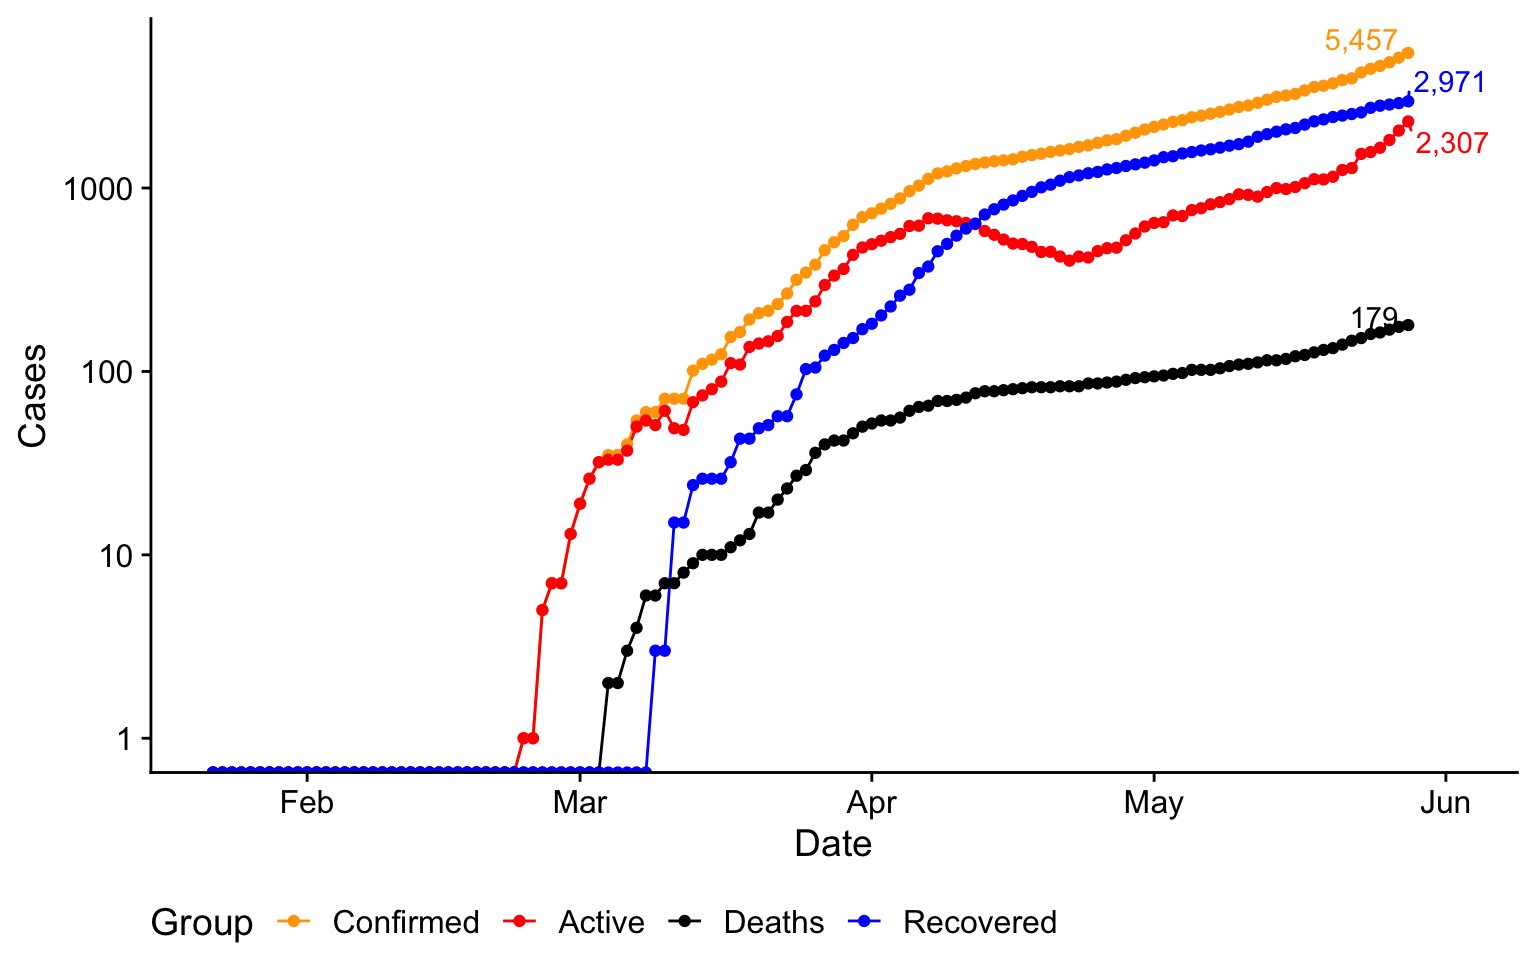 5,457
2,971
2,307
179
1000
100
10
1
Cases
Feb Mar Apr May Jun
Date
Group Confirmed Active Deaths Recovered